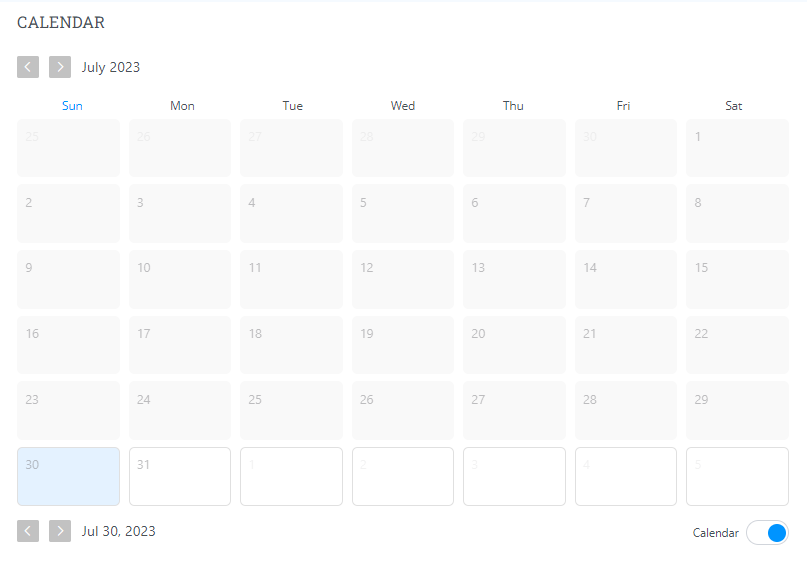 CALENDAR
July 2023
Sun Mon Tue Wed Thu Fri Sat
25 26 27 28 29 30 1
2 3 4 5 6 7 8
9 10 11 12 13 14 15
16 17 18 19 20 21 22
23 24 25 26 27 28 29
30 31 1 2 3 4 5
Jul 30, 2023 Calendar